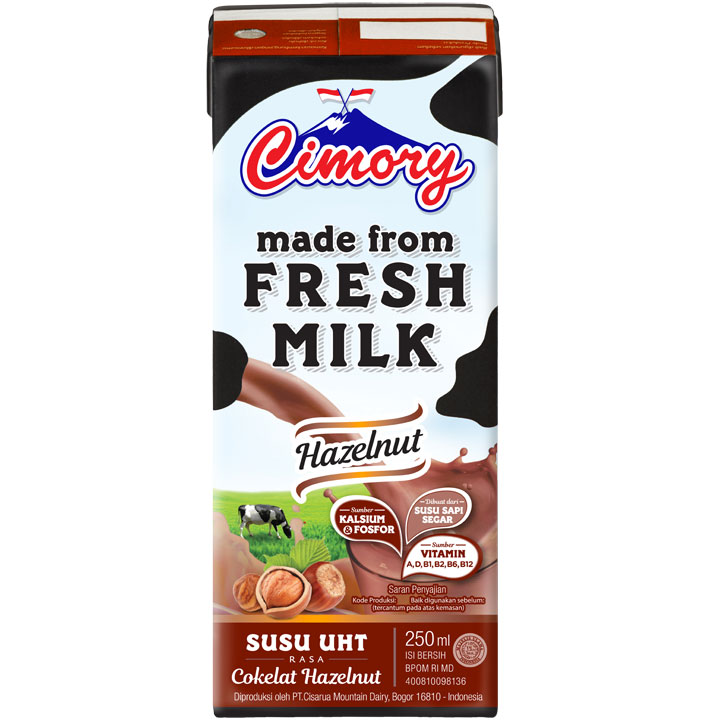 Cimory
made from
FRESH
MILK
Hazelnut
Sumber
KALSIUM
& FOSFOR
Dibuat dari
SUSU SAPI
SEGAR
Sumber
VITAMIN
A, D, B1, B2, B6, B12
Saran Penyajian
Kode Produksi: Baik digunakan sebelum:
(tercantum pada atas kemasan)
SUSU UHT
RASA
Cokelat Hazelnut
250 ml
ISI BERSIH
BPOM RI MD
400810098136
Diproduksi oleh PT.Cisarua Mountain Dairy, Bogor 16810 - Indonesia